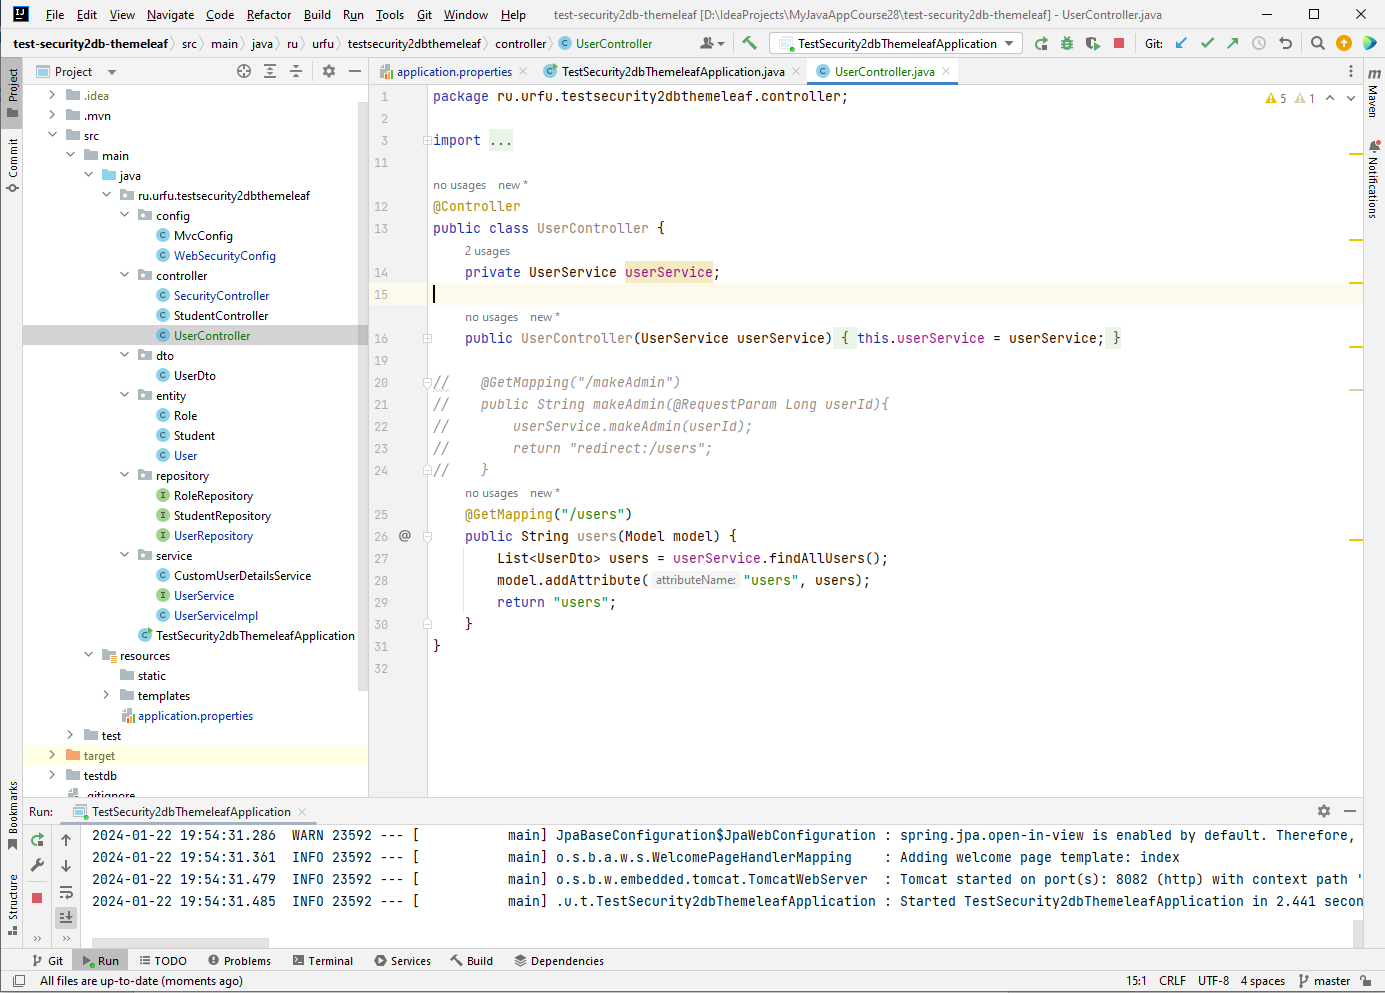 File Edit View Navigate Code Refactor Build Run Tools Git Window Help test-security2db-themeleaf [D:\IdeaProjects\MyJavaAppCourse28\test-security2db-themeleaf] - UserController.java
test-security2db-themeleaf src main java ru urfu testsecurity2dbthemeleaf controller UserController TestSecurity2dbThemeleafApplication Git:
Project application.properties TestSecurity2dbThemeleafApplication.java UserController.java
Project
Commit
Bookmarks
Structure
Maven
Notifications
.idea
.mvn
src
main
java
ru.urfu.testsecurity2dbthemeleaf
config
MvcConfig
WebSecurityConfig
controller
SecurityController
StudentController
UserController
dto
UserDto
entity
Role
Student
User
repository
RoleRepository
StudentRepository
UserRepository
service
CustomUserDetailsService
UserService
UserServiceImpl
TestSecurity2dbThemeleafApplication
resources
static
templates
application.properties
test
target
testdb
.gitignore
5 1
1 package ru.urfu.testsecurity2dbthemeleaf.controller;
2
3 import ...
11
no usages new *
12 @Controller
13 public class UserController {
2 usages
14 private UserService userService;
15
no usages new *
16 public UserController(UserService userService) { this.userService = userService; }
19
20 // @GetMapping("/makeAdmin")
21 // public String makeAdmin(@RequestParam Long userId){
22 // userService.makeAdmin(userId);
23 // return "redirect:/users";
24 // }
no usages new *
25 @GetMapping("/users")
26 public String users(Model model) {
27 List<UserDto> users = userService.findAllUsers();
28 model.addAttribute( attributeName: "users", users);
29 return "users";
30 }
31 }
32
Run: TestSecurity2dbThemeleafApplication
2024-01-22 19:54:31.286 WARN 23592 --- [ main] JpaBaseConfiguration$JpaWebConfiguration : spring.jpa.open-in-view is enabled by default. Therefore,
2024-01-22 19:54:31.361 INFO 23592 --- [ main] o.s.b.a.w.s.WelcomePageHandlerMapping : Adding welcome page template: index
2024-01-22 19:54:31.479 INFO 23592 --- [ main] o.s.b.w.embedded.tomcat.TomcatWebServer : Tomcat started on port(s): 8082 (http) with context path '
2024-01-22 19:54:31.485 INFO 23592 --- [ main] .u.t.TestSecurity2dbThemeleafApplication : Started TestSecurity2dbThemeleafApplication in 2.441 secon
Git Run TODO Problems Terminal Services Build Dependencies
All files are up-to-date (moments ago) 15:1 CRLF UTF-8 4 spaces master